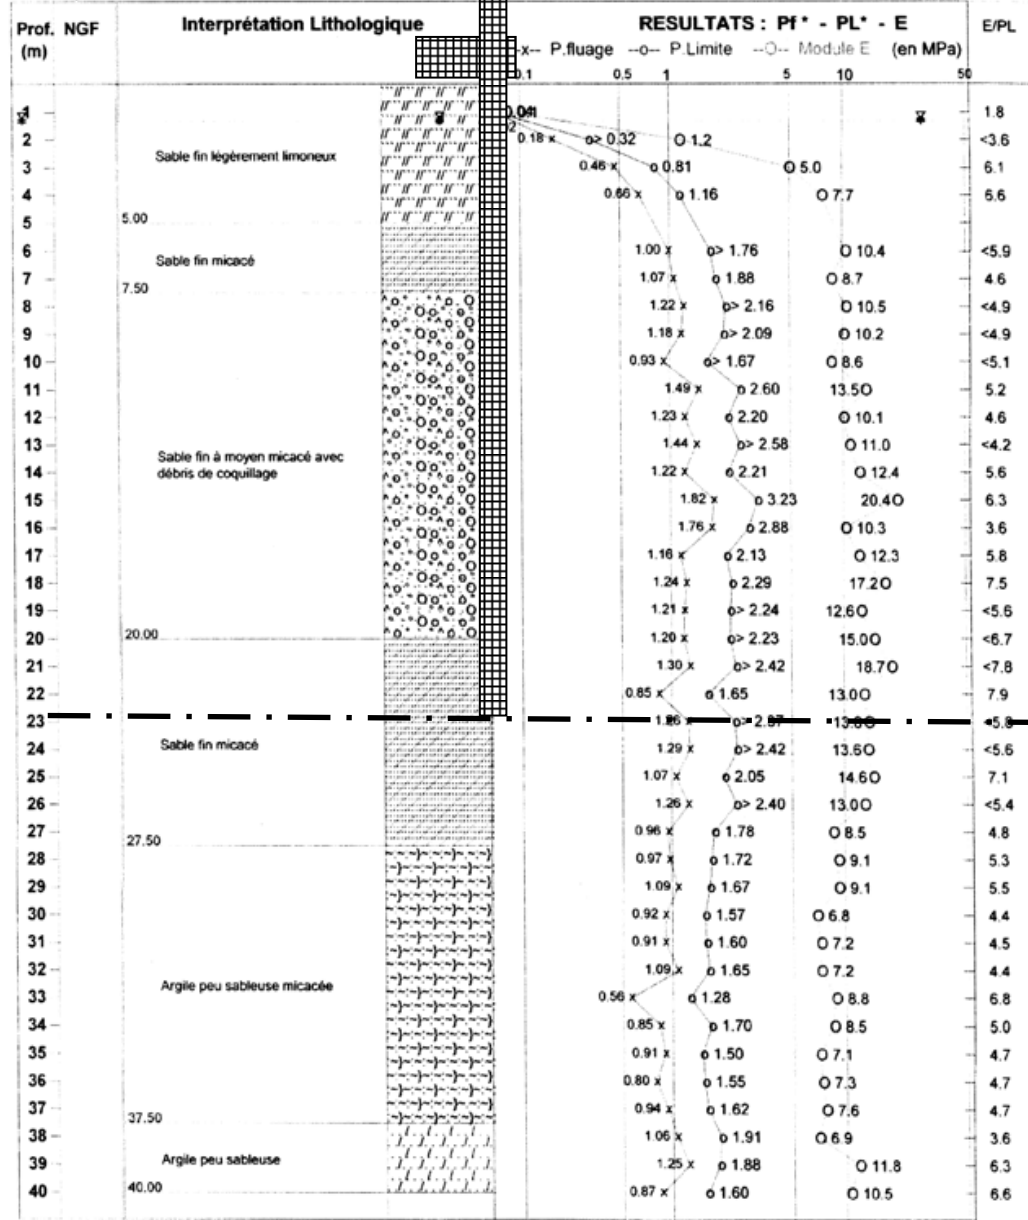 Prof. NGF Interprétation Lithologique RESULTATS : Pf* - PL* - E E/PL
(m) -x-- P.fluage --o-- P.Limite --O-- Module E (en MPa)
0.1 0.5 1 5 10 50
1 1.8
2 0.18 x o> 0.32 O 1.2 <3.6
Sable fin légèrement limoneux
3 0.46 x o 0.81 O 5.0 6.1
4 0.66 x o 1.16 O 7.7 6.6
5 5.00
6 Sable fin micacé 1.00 x o> 1.76 O 10.4 <5.9
7 7.50 1.07 x o 1.88 O 8.7 4.6
8 1.22 x o> 2.16 O 10.5 <4.9
9 1.18 x o> 2.09 O 10.2 <4.9
10 0.93 x o> 1.67 O 8.6 <5.1
11 1.49 x o 2.60 13.5 O 5.2
12 1.23 x o 2.20 O 10.1 4.6
13 1.44 x o> 2.58 O 11.0 <4.2
Sable fin à moyen micacé avec
débris de coquillage
14 1.22 x o 2.21 O 12.4 5.6
15 1.82 x o 3.23 20.4 O 6.3
16 1.76 x o 2.88 O 10.3 3.6
17 1.16 x o 2.13 O 12.3 5.8
18 1.24 x o 2.29 17.2 O 7.5
19 1.21 x o> 2.24 12.6 O <5.6
20 20.00 1.20 x o> 2.23 15.0 O <6.7
21 1.30 x o> 2.42 18.7 O <7.8
22 0.85 x o 1.65 13.0 O 7.9
23
Sable fin micacé
24 1.29 x o> 2.42 13.6 O <5.6
25 1.07 x o 2.05 14.6 O 7.1
26 1.26 x o> 2.40 13.0 O <5.4
27 27.50 0.96 x o 1.78 O 8.5 4.8
28 0.97 x o 1.72 O 9.1 5.3
29 1.09 x o 1.67 O 9.1 5.5
30 0.92 x o 1.57 O 6.8 4.4
31 0.91 x o 1.60 O 7.2 4.5
32 1.09 x o 1.65 O 7.2 4.4
Argile peu sableuse micacée
33 0.56 x o 1.28 O 8.8 6.8
34 0.85 x o 1.70 O 8.5 5.0
35 0.91 x o 1.50 O 7.1 4.7
36 0.80 x o 1.55 O 7.3 4.7
37 37.50 0.94 x o 1.62 O 7.6 4.7
38 1.06 x o 1.91 O 6.9 3.6
39 Argile peu sableuse 1.25 x o 1.88 O 11.8 6.3
40 40.00 0.87 x o 1.60 O 10.5 6.6